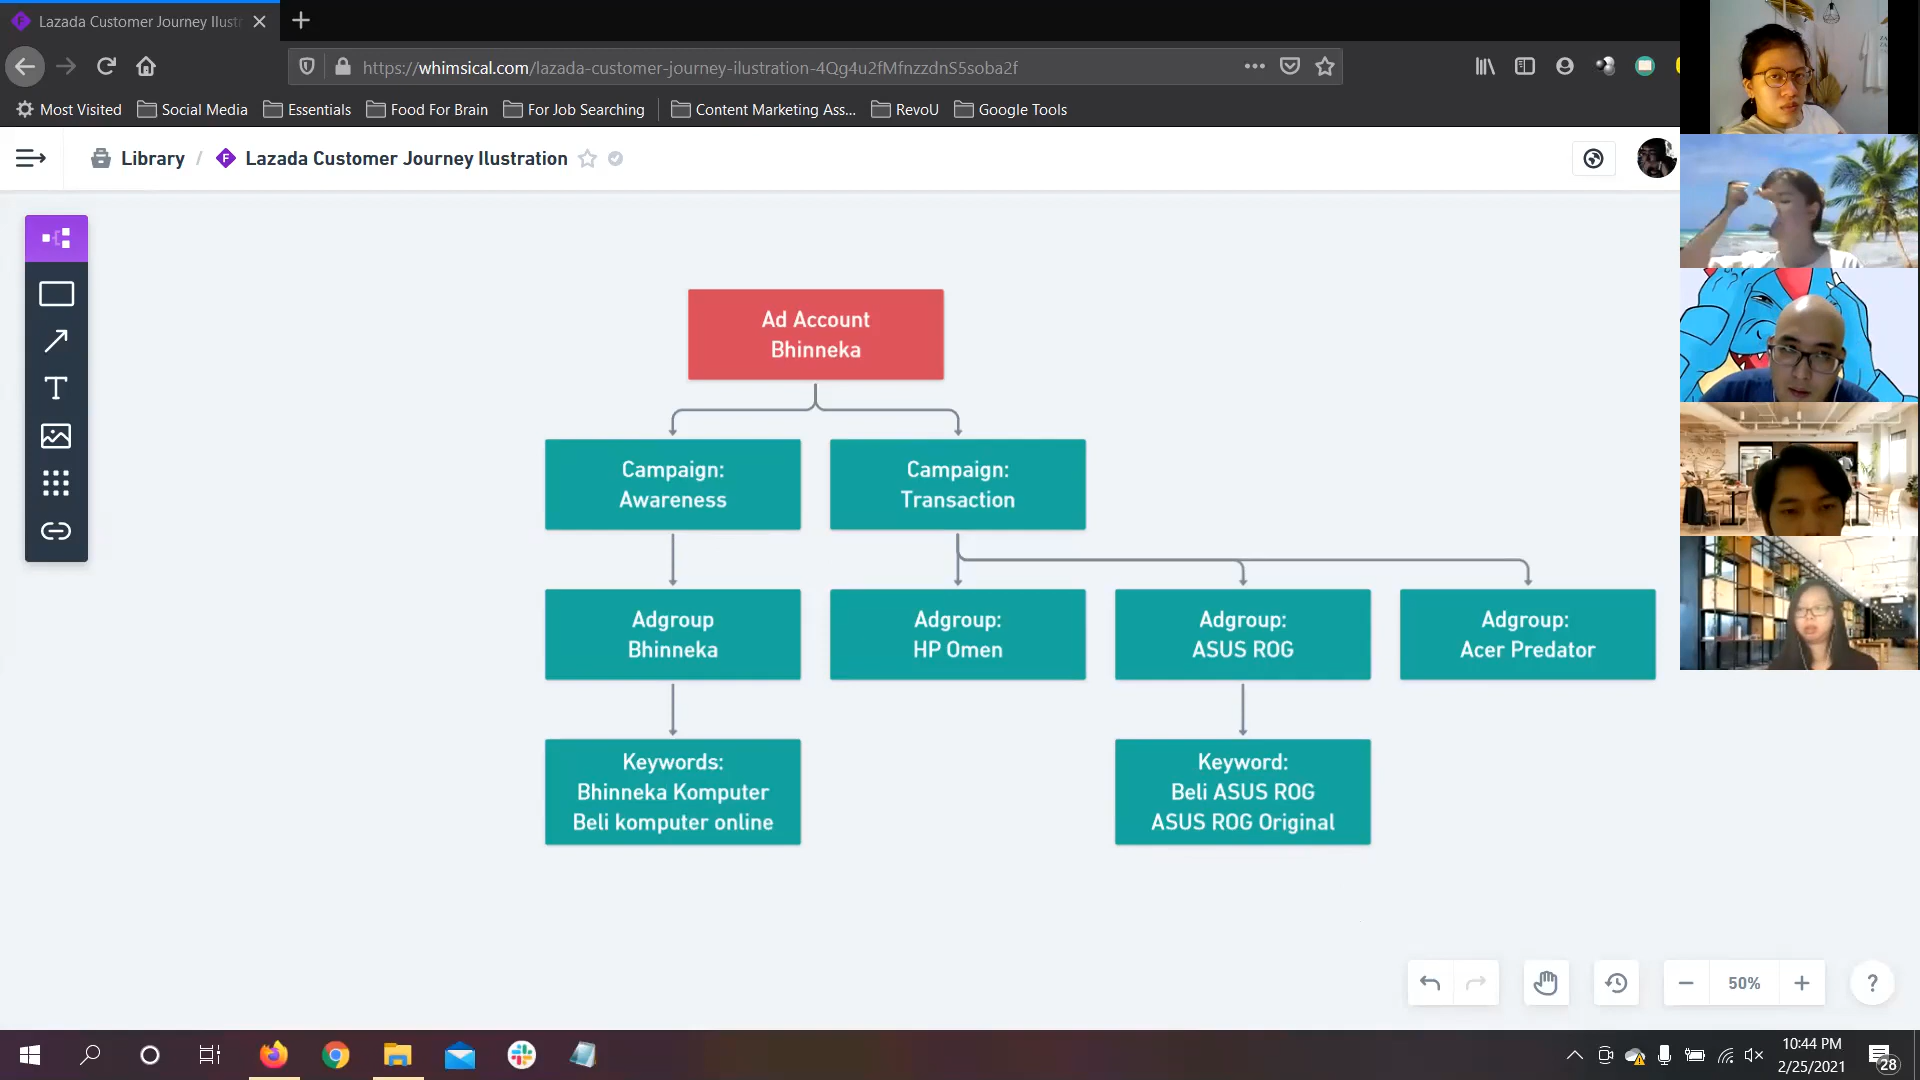 Lazada Customer Journey Ilustr
https://whimsical.com/lazada-customer-journey-ilustration-4Qg4u2fMfnzzdnS5soba2f
Most Visited
Social Media
Essentials
Food For Brain
For Job Searching
Content Marketing Ass...
RevoU
Google Tools
Library / Lazada Customer Journey Ilustration
Ad Account
Bhinneka
Campaign:
Awareness
Campaign:
Transaction
Adgroup
Bhinneka
Adgroup:
HP Omen
Adgroup:
ASUS ROG
Adgroup:
Acer Predator
Keywords:
Bhinneka Komputer
Beli komputer online
Keyword:
Beli ASUS ROG
ASUS ROG Original
50%
?
10:44 PM
2/25/2021
28